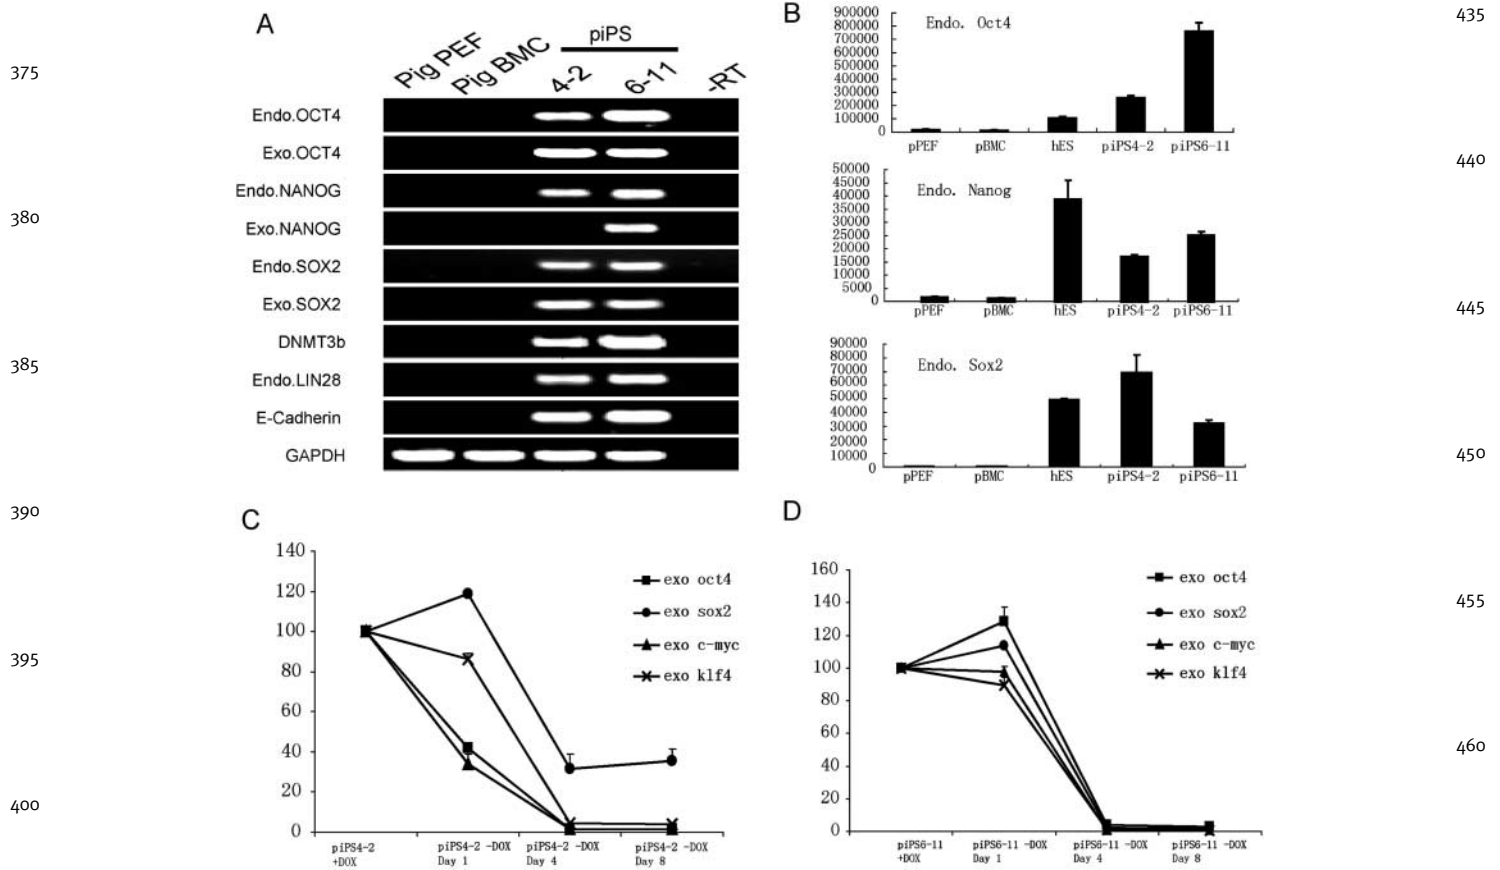 A
piPS
Pig PEF
Pig BMC
4-2
6-11
-RT
Endo.OCT4
Exo.OCT4
Endo.NANOG
Exo.NANOG
Endo.SOX2
Exo.SOX2
DNMT3b
Endo.LIN28
E-Cadherin
GAPDH
375
380
385
390
395
400
B
Endo. Oct4
900000
800000
700000
600000
500000
400000
300000
200000
100000
0
pPEF pBMC hES piPS4-2 piPS6-11
Endo. Nanog
50000
45000
40000
35000
30000
25000
20000
15000
10000
5000
0
pPEF pBMC hES piPS4-2 piPS6-11
Endo. Sox2
90000
80000
70000
60000
50000
40000
30000
20000
10000
0
pPEF pBMC hES piPS4-2 piPS6-11
435
440
445
450
455
460
C
140
120
100
80
60
40
20
0
exo oct4
exo sox2
exo c-myc
exo klf4
piPS4-2 +DOX
piPS4-2 -DOX Day 1
piPS4-2 -DOX Day 4
piPS4-2 -DOX Day 8
D
160
140
120
100
80
60
40
20
0
exo oct4
exo sox2
exo c-myc
exo klf4
piPS6-11 +DOX
piPS6-11 -DOX Day 1
piPS6-11 -DOX Day 4
piPS6-11 -DOX Day 8